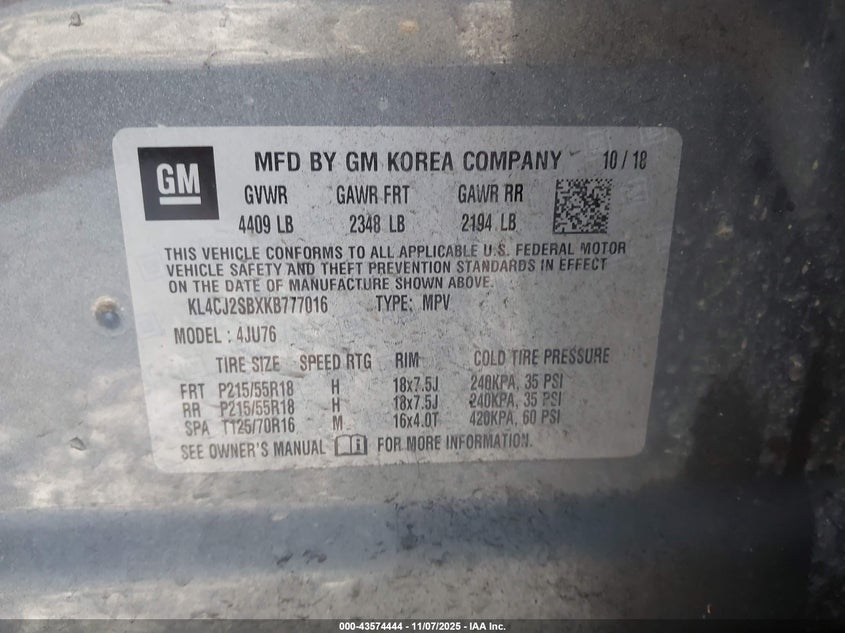 GM MFD BY GM KOREA COMPANY 10 / 18
GVWR GAWR FRT GAWR RR
4409 LB 2348 LB 2194 LB
THIS VEHICLE CONFORMS TO ALL APPLICABLE U.S. FEDERAL MOTOR
VEHICLE SAFETY AND THEFT PREVENTION STANDARDS IN EFFECT
ON THE DATE OF MANUFACTURE SHOWN ABOVE.
KL4CJ2SBXKB777016 TYPE: MPV
MODEL : 4JU76
TIRE SIZE SPEED RTG RIM COLD TIRE PRESSURE
FRT P215/55R18 H 18x7.5J 240KPA, 35 PSI
RR P215/55R18 H 18x7.5J 240KPA, 35 PSI
SPA T125/70R16 M 16x4.0T 420KPA, 60 PSI
SEE OWNER'S MANUAL i FOR MORE INFORMATION.
000-43574444 - 11/07/2025 - IAA Inc.